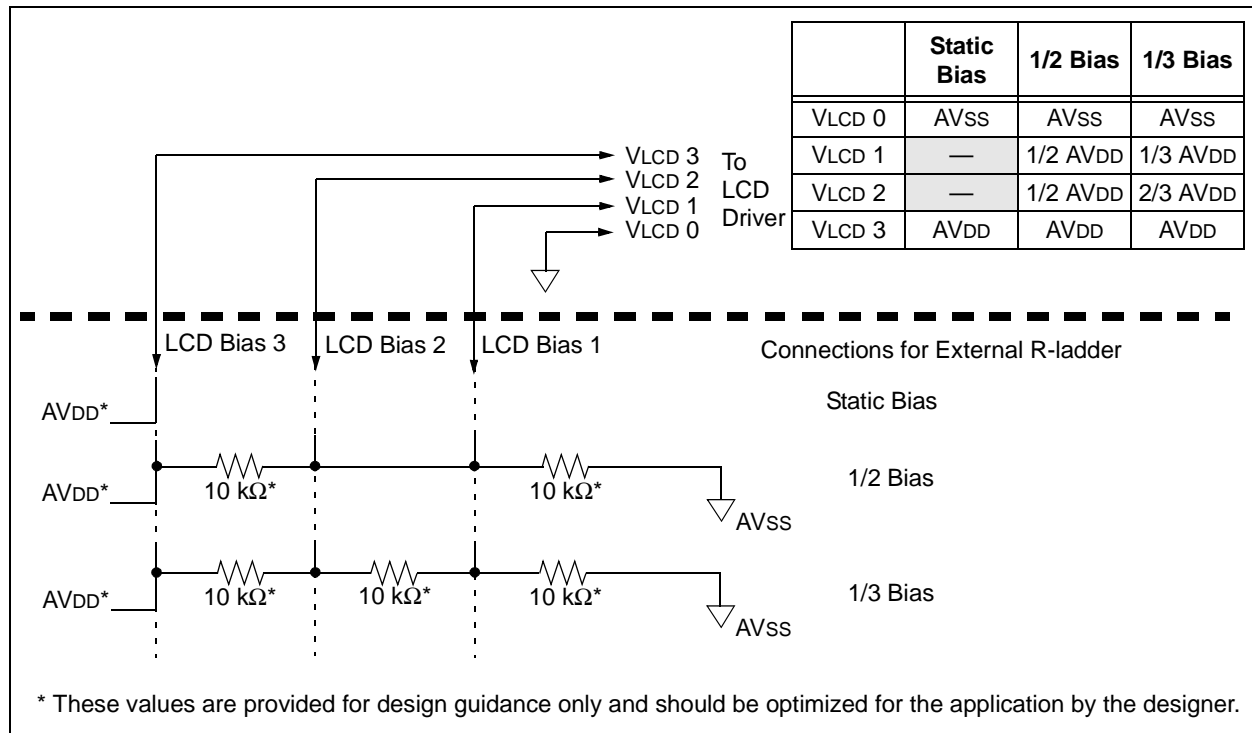 Static Bias | 1/2 Bias | 1/3 Bias
VLCD 0 | AVSS | AVSS | AVSS
VLCD 1 | — | 1/2 AVDD | 1/3 AVDD
VLCD 2 | — | 1/2 AVDD | 2/3 AVDD
VLCD 3 | AVDD | AVDD | AVDD
VLCD 3
VLCD 2
VLCD 1
VLCD 0
To
LCD
Driver
LCD Bias 3
LCD Bias 2
LCD Bias 1
Connections for External R-ladder
AVDD*
Static Bias
AVDD*
10 kΩ*
10 kΩ*
AVSS
1/2 Bias
AVDD*
10 kΩ*
10 kΩ*
10 kΩ*
AVSS
1/3 Bias
* These values are provided for design guidance only and should be optimized for the application by the designer.